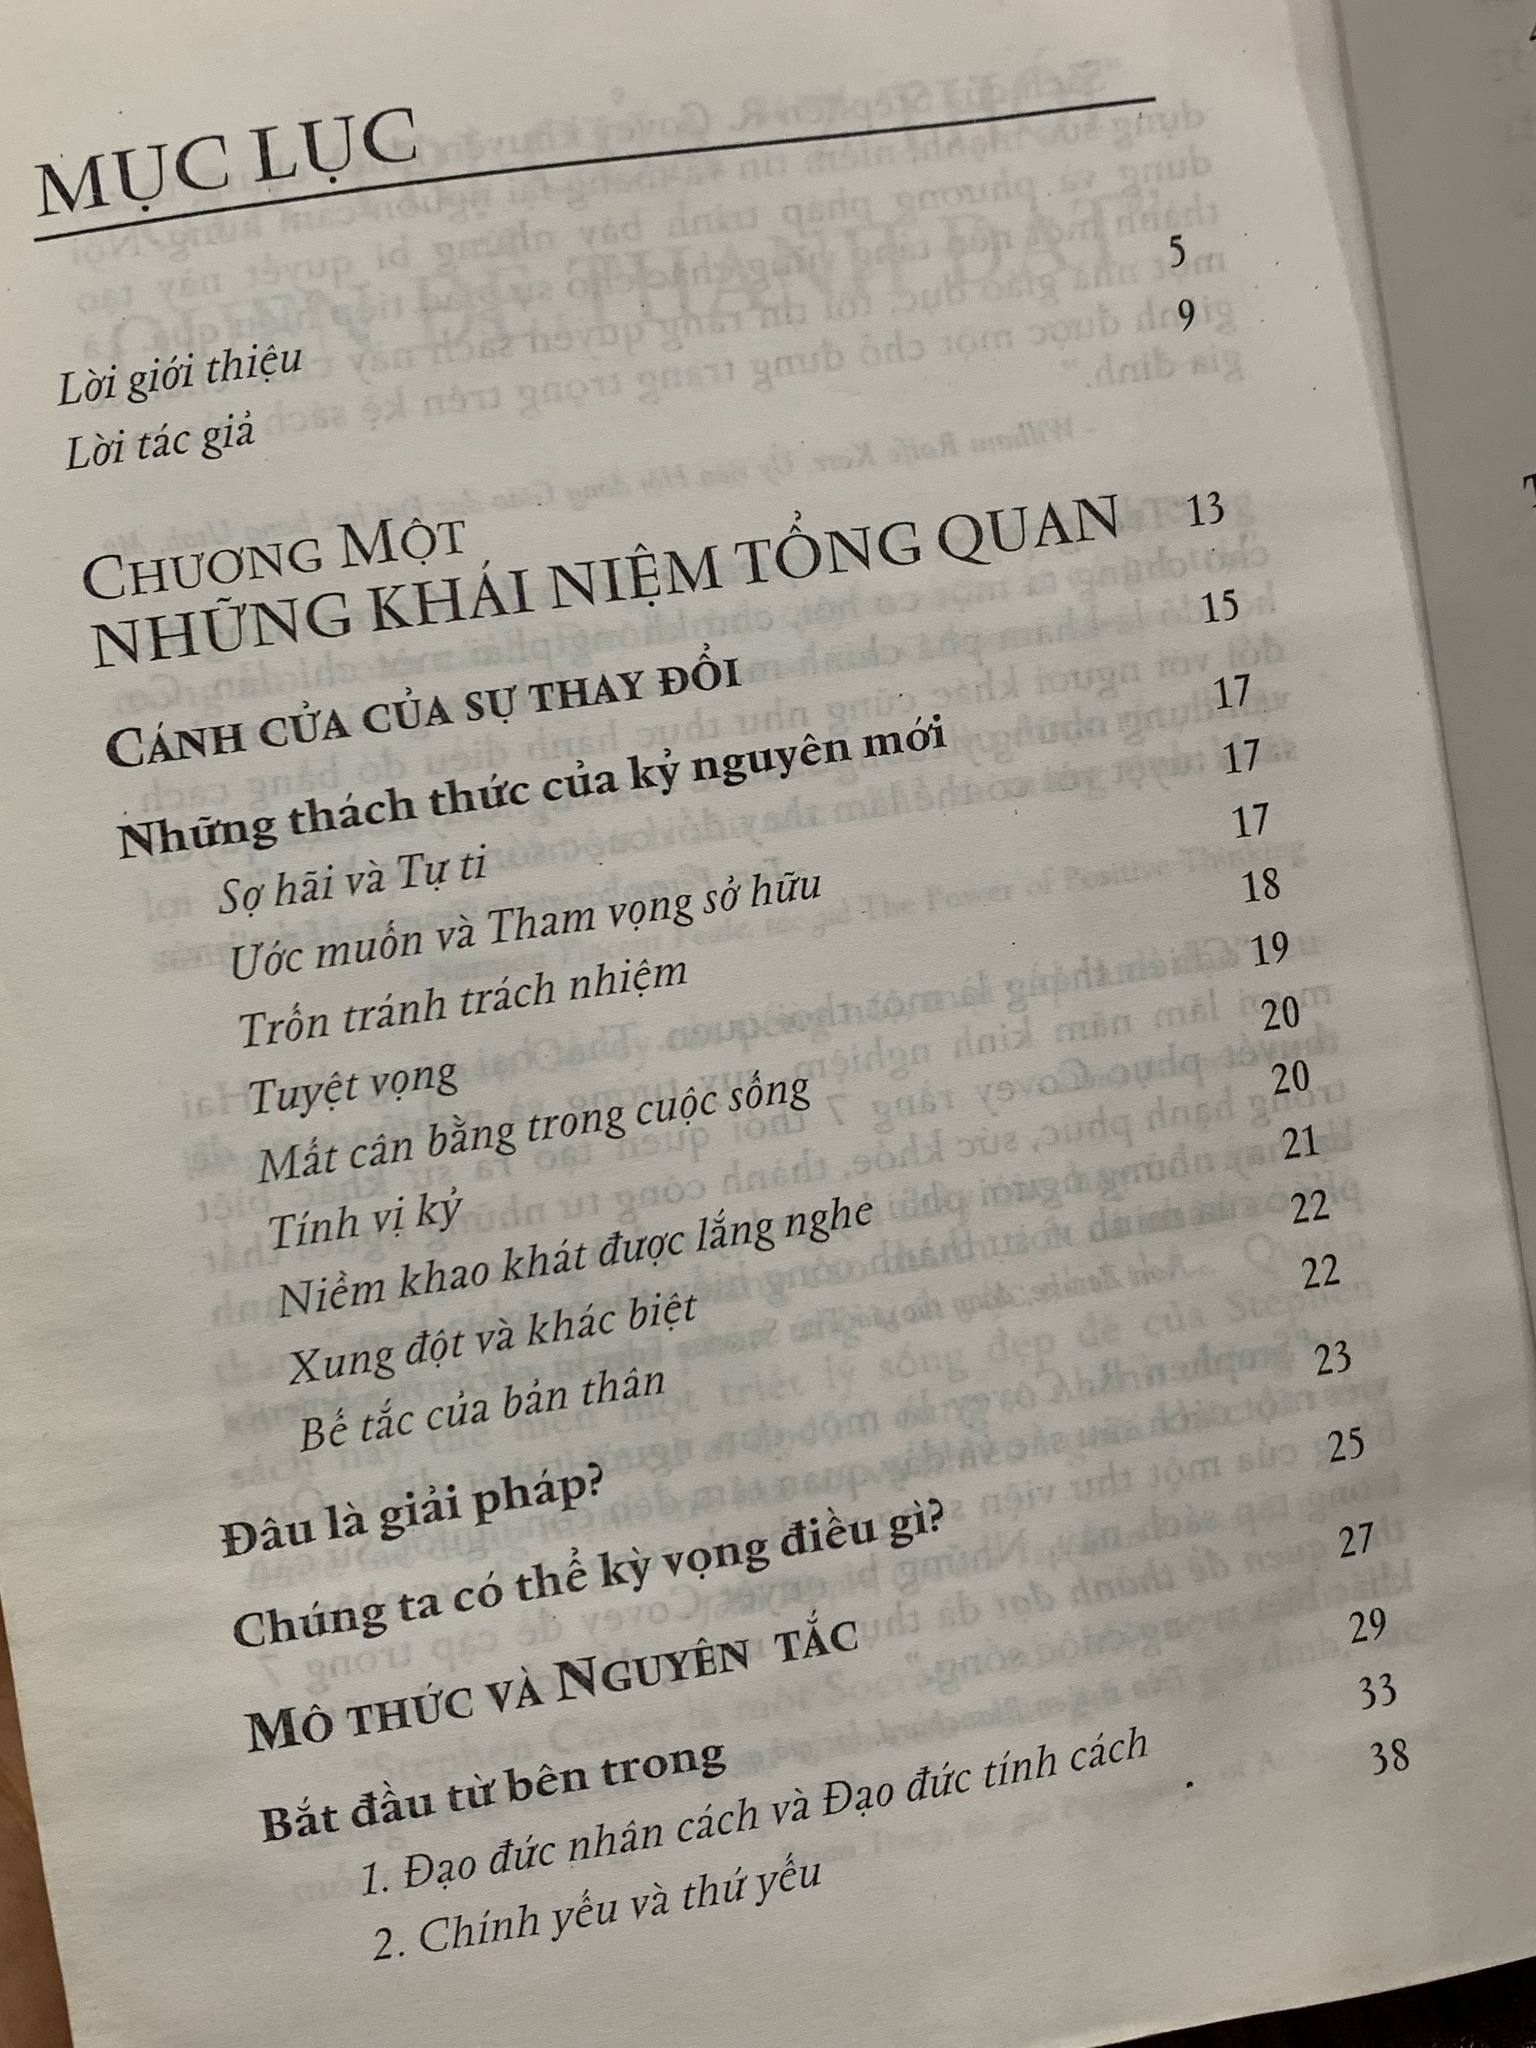 MỤC LỤC
Lời giới thiệu 5
Lời tác giả 9
CHƯƠNG MỘT
NHỮNG KHÁI NIỆM TỔNG QUAN 13
CÁNH CỬA CỦA SỰ THAY ĐỔI 15
Những thách thức của kỷ nguyên mới 17
Sợ hãi và Tự ti 17
Ước muốn và Tham vọng sở hữu 17
Trốn tránh trách nhiệm 18
Tuyệt vọng 19
Mất cân bằng trong cuộc sống 20
Tính vị kỷ 20
Niềm khao khát được lắng nghe 21
Xung đột và khác biệt 22
Bế tắc của bản thân 22
Đâu là giải pháp? 23
Chúng ta có thể kỳ vọng điều gì? 25
MÔ THỨC VÀ NGUYÊN TẮC 27
Bắt đầu từ bên trong 29
1. Đạo đức nhân cách và Đạo đức tính cách 33
2. Chính yếu và thứ yếu 38